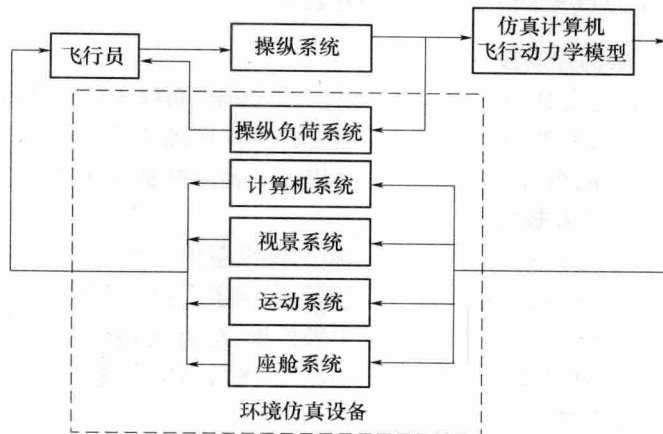 飞行员
操纵系统
仿真计算机
飞行动力学模型
操纵负荷系统
计算机系统
视景系统
运动系统
座舱系统
环境仿真设备